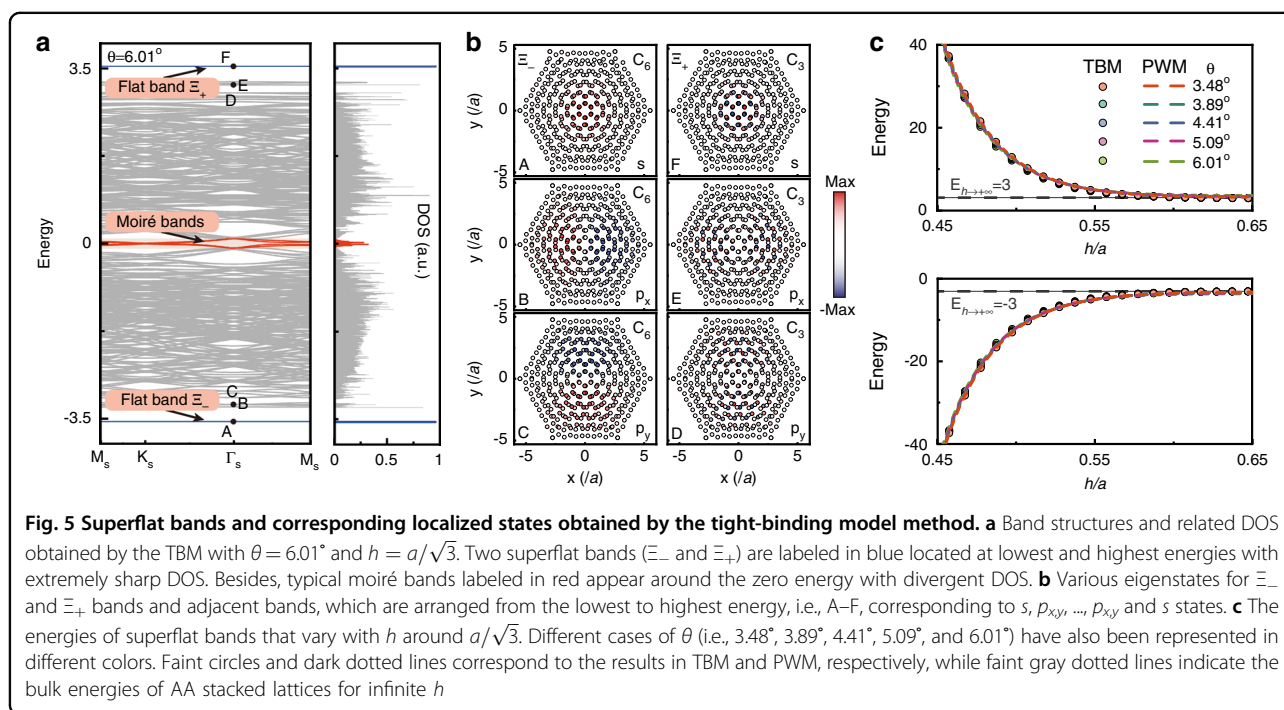 a
θ=6.01°
F
Flat band Ξ₊
E
D
Moiré bands
C
B
Flat band Ξ₋
A
3.5
0
-3.5
Energy
Mₛ Kₛ Γₛ Mₛ
DOS (a.u.)
0 0.5 1
b
Ξ₋ C₆
A s
Ξ₊ C₃
F s
C₆
B pₓ
C₃
E pₓ
C₆
C p_y
C₃
D p_y
5
0
-5
y (/a)
5
0
-5
y (/a)
5
0
-5
y (/a)
-5 0 5
x (/a)
-5 0 5
x (/a)
Max
-Max
c
40
20
0
Energy
TBM PWM θ
3.48°
3.89°
4.41°
5.09°
6.01°
E_{h→+∞}=3
0.45 0.55 0.65
h/a
0
-20
-40
Energy
E_{h→+∞}=-3
0.45 0.55 0.65
h/a
Fig. 5 Superflat bands and corresponding localized states obtained by the tight-binding model method. a Band structures and related DOS
obtained by the TBM with θ = 6.01° and h = a/√3. Two superflat bands (Ξ₋ and Ξ₊) are labeled in blue located at lowest and highest energies with
extremely sharp DOS. Besides, typical moiré bands labeled in red appear around the zero energy with divergent DOS. b Various eigenstates for Ξ₋
and Ξ₊ bands and adjacent bands, which are arranged from the lowest to highest energy, i.e., A–F, corresponding to s, p_{x,y}, ..., p_{x,y} and s states. c The
energies of superflat bands that vary with h around a/√3. Different cases of θ (i.e., 3.48°, 3.89°, 4.41°, 5.09°, and 6.01°) have also been represented in
different colors. Faint circles and dark dotted lines correspond to the results in TBM and PWM, respectively, while faint gray dotted lines indicate the
bulk energies of AA stacked lattices for infinite h